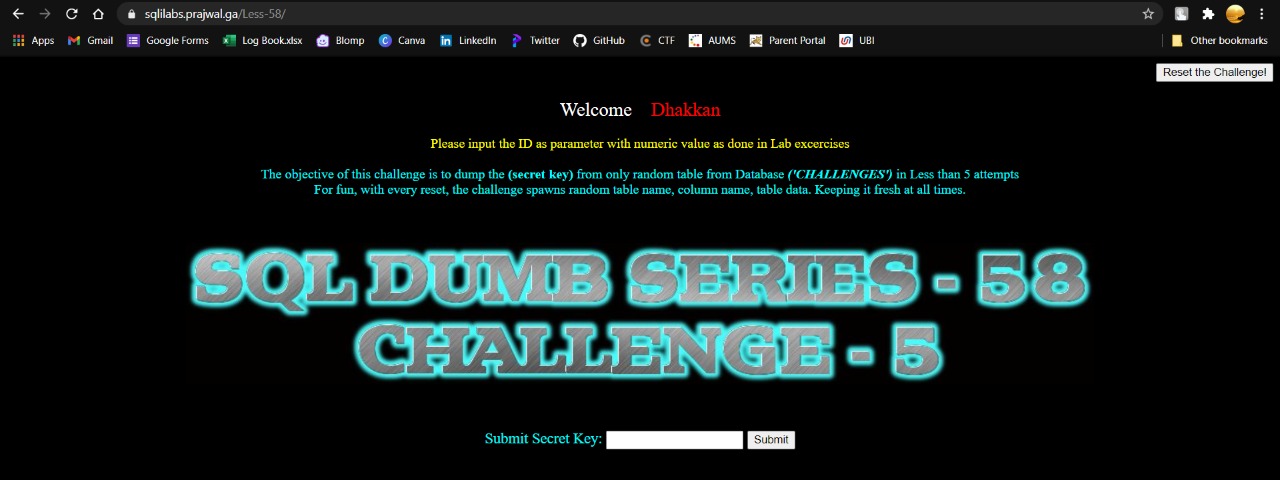 sqlilabs.prajwal.ga/Less-58/
Apps Gmail Google Forms Log Book.xlsx Blomp Canva LinkedIn Twitter GitHub CTF AUMS Parent Portal UBI Other bookmarks
Reset the Challenge!
Welcome Dhakkan
Please input the ID as parameter with numeric value as done in Lab excercises
The objective of this challenge is to dump the (secret key) from only random table from Database ('CHALLENGES') in Less than 5 attempts
For fun, with every reset, the challenge spawns random table name, column name, table data. Keeping it fresh at all times.
SQL DUMB SERIES - 58
CHALLENGE - 5
Submit Secret Key: Submit